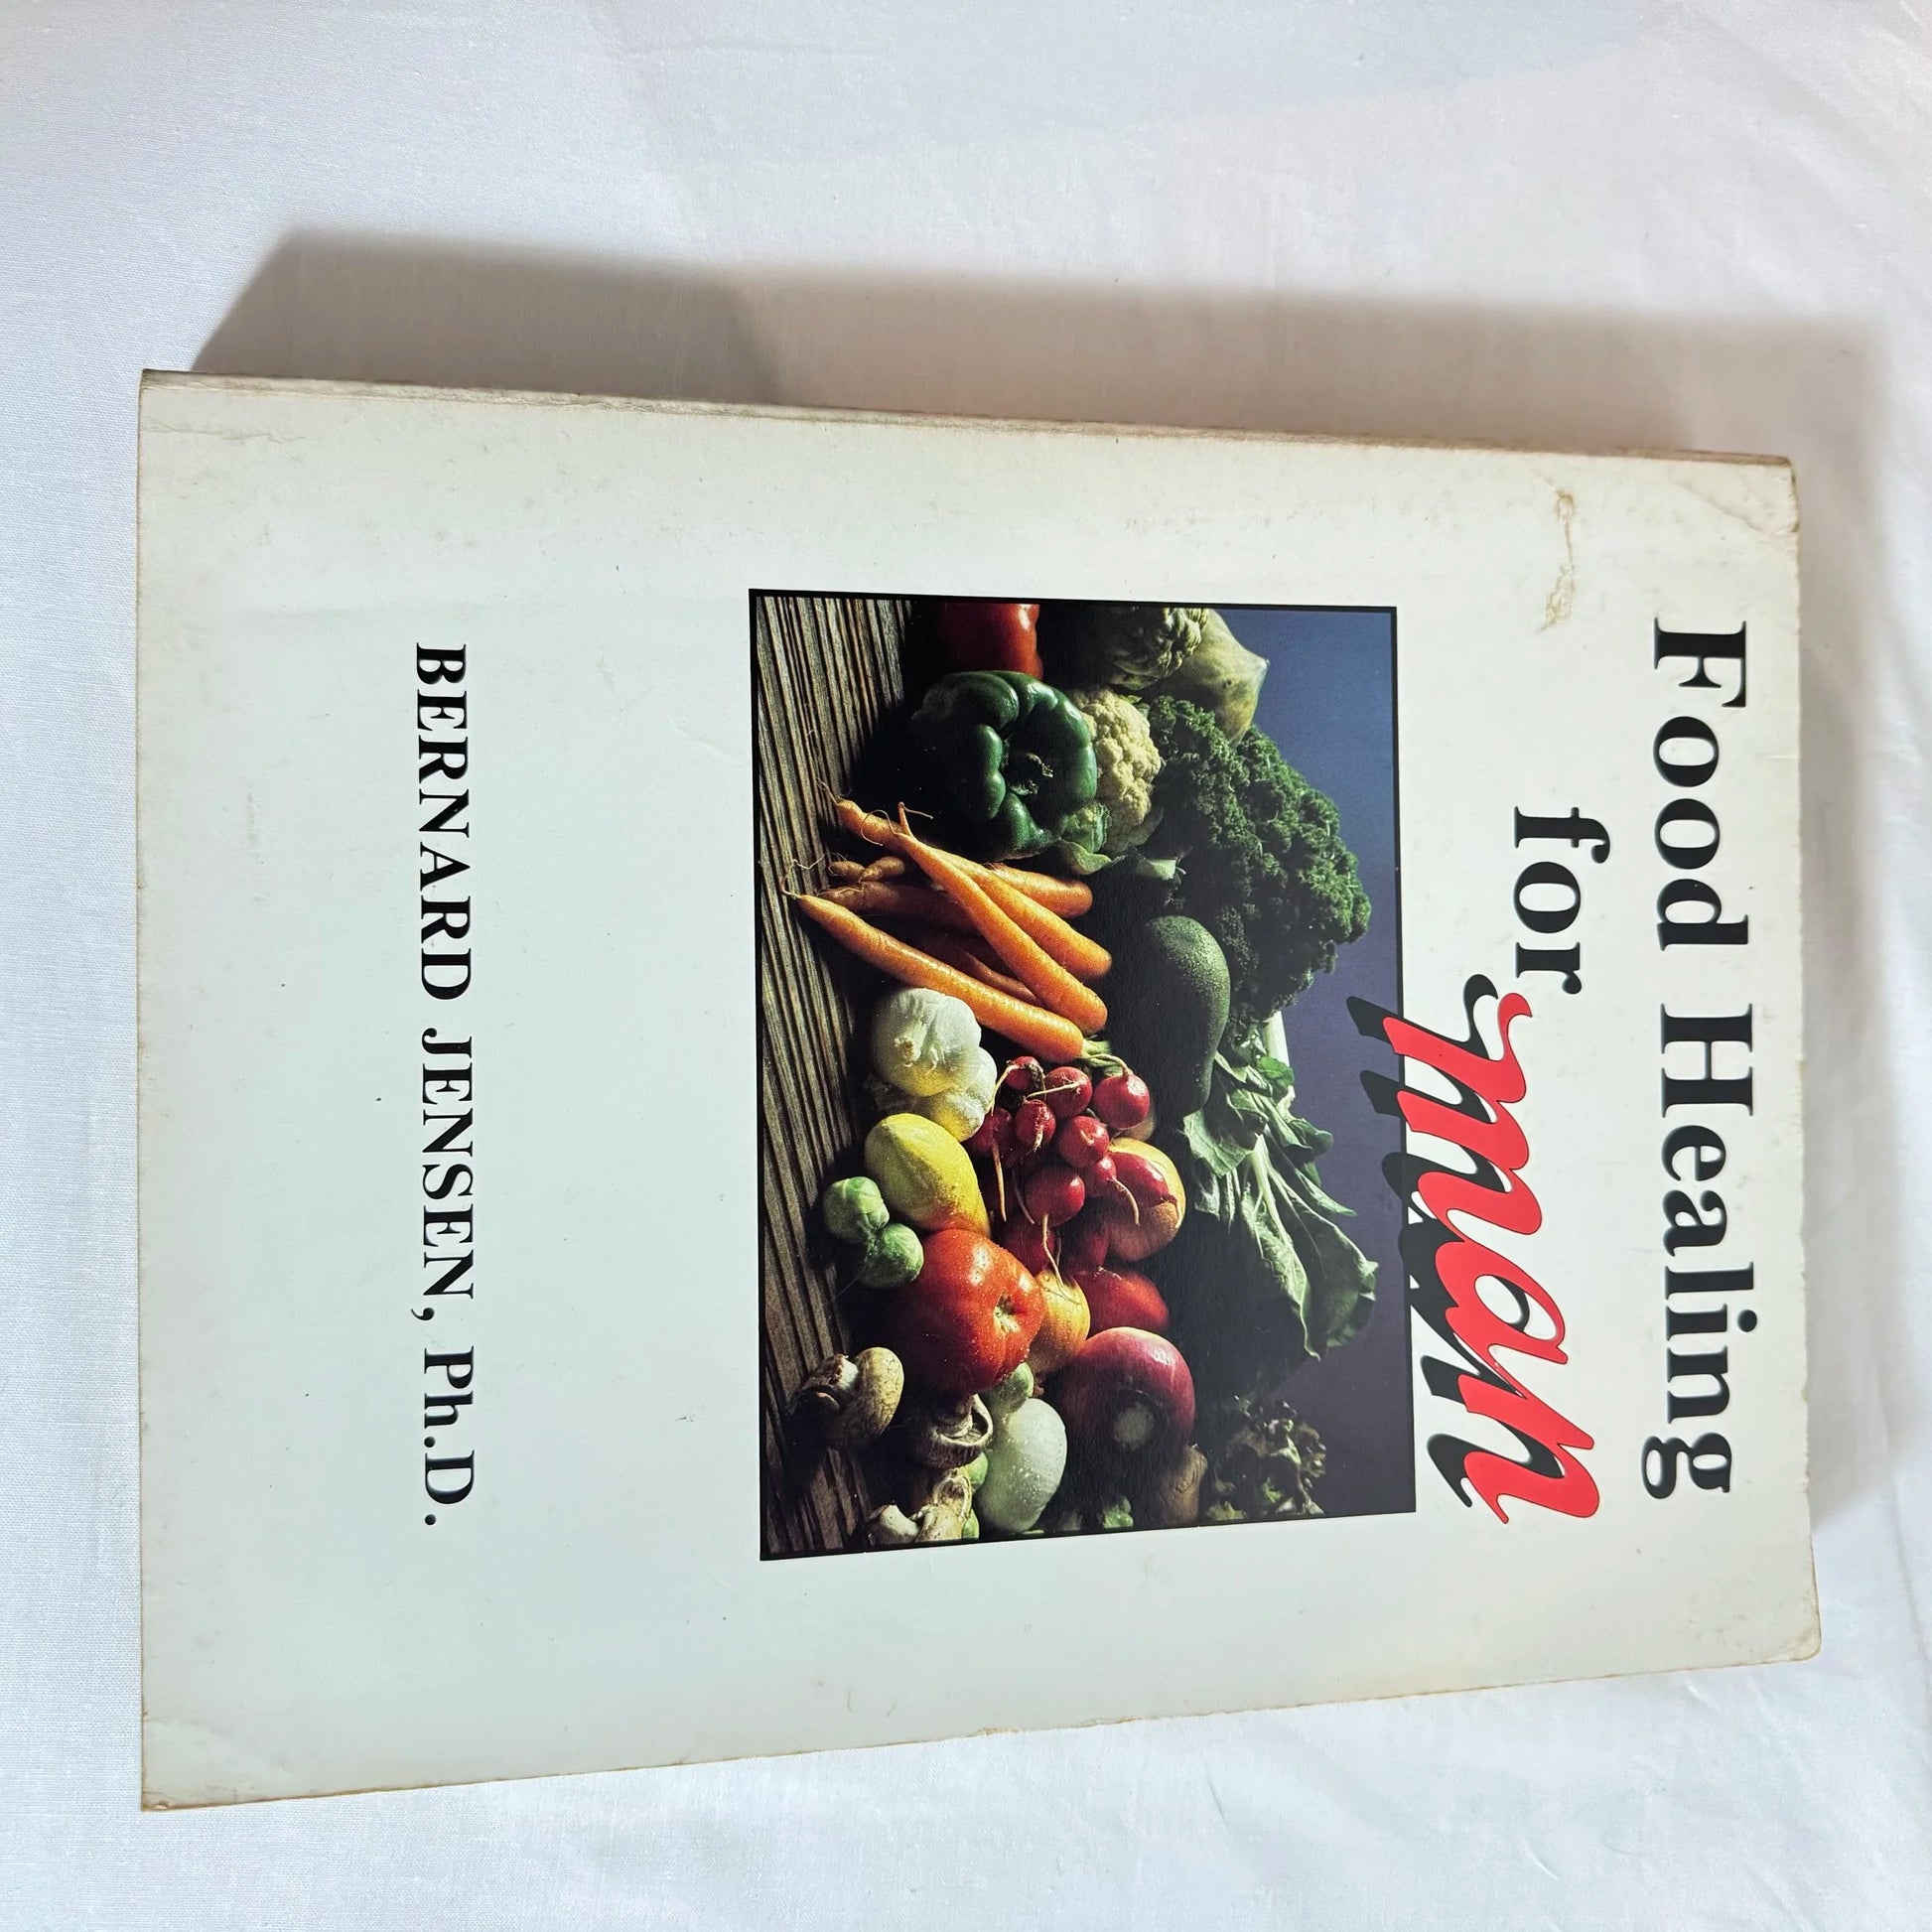 Food Healing
for man
BERNARD JENSEN, Ph.D.